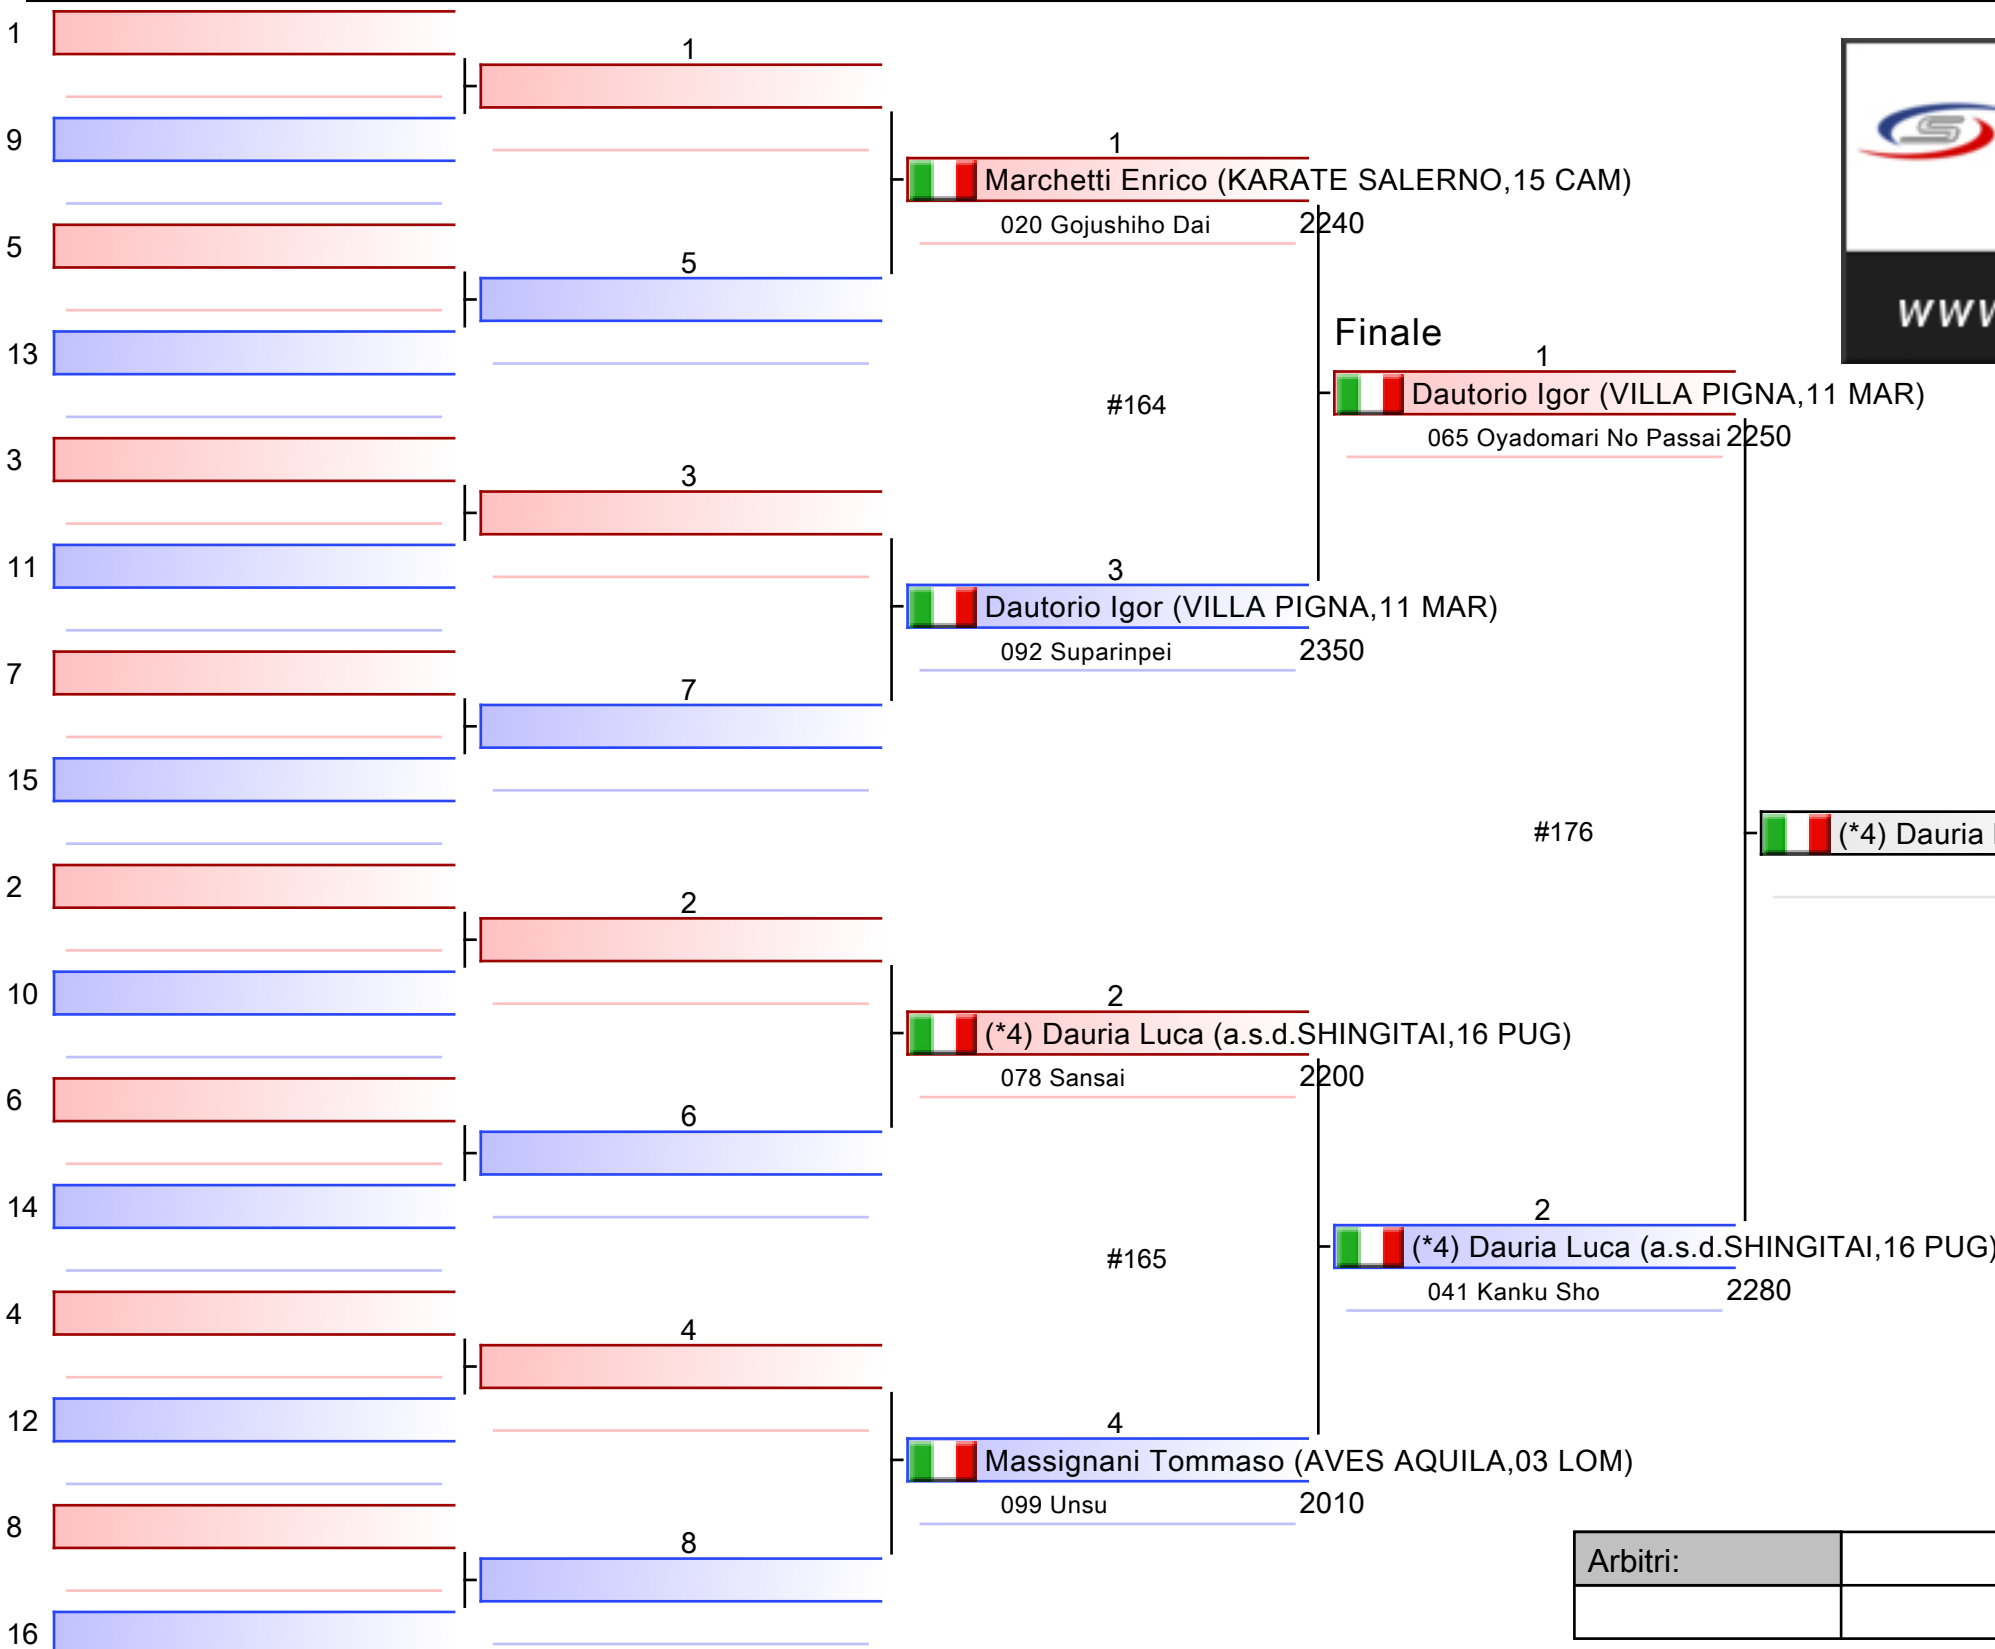 1
1
9
1
Marchetti Enrico (KARATE SALERNO,15 CAM)
020 Gojushiho Dai 2240
5
5
13
Finale
1
www
#164
Dautorio Igor (VILLA PIGNA,11 MAR)
065 Oyadomari No Passai 2250
3
3
11
3
Dautorio Igor (VILLA PIGNA,11 MAR)
092 Suparinpei 2350
7
7
15
#176
(*4) Dauria
2
2
10
2
(*4) Dauria Luca (a.s.d.SHINGITAI,16 PUG)
078 Sansai 2200
6
6
14
2
#165
(*4) Dauria Luca (a.s.d.SHINGITAI,16 PUG)
041 Kanku Sho 2280
4
4
12
4
Massignani Tommaso (AVES AQUILA,03 LOM)
099 Unsu 2010
8
8
Arbitri:
16